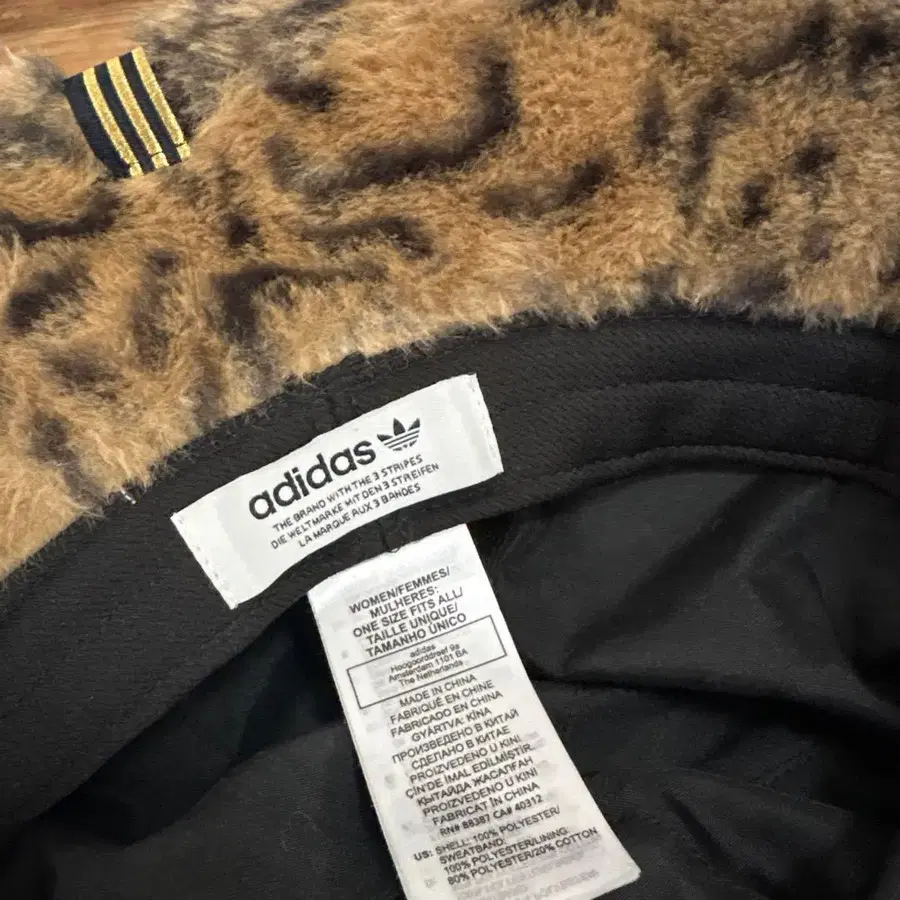 adidas
THE BRAND WITH THE 3 STRIPES
DIE WELTMARKE MIT DEN 3 STREIFEN
LA MARQUE AUX 3 BANDES
WOMEN/FEMMES/
MULHERES:
ONE SIZE FITS ALL/
TAILLE UNIQUE/
TAMANHO ÚNICO
adidas
Hoogoorddreef 9a
Amsterdam 1101 BA
The Netherlands
MADE IN CHINA
FABRIQUÉ EN CHINE
FABRICADO EN CHINA
GYÁRTVA: KÍNA
ПРОИЗВЕДЕНО В КИТАЙ
СДЕЛАНО В КИТАЕ
PROIZVEDENO U KINI
ÇİN'DE İMAL EDİLMİŞTİR.
ҚЫТАЙДА ЖАСАЛҒАН
PROIZVEDENO U KINI
FABRICAT ÎN CHINA
RN# 88387 CA# 40312
US: SHELL: 100% POLYESTER/
SWEATBAND:
100% POLYESTER/LINING:
80% POLYESTER/20% COTTON